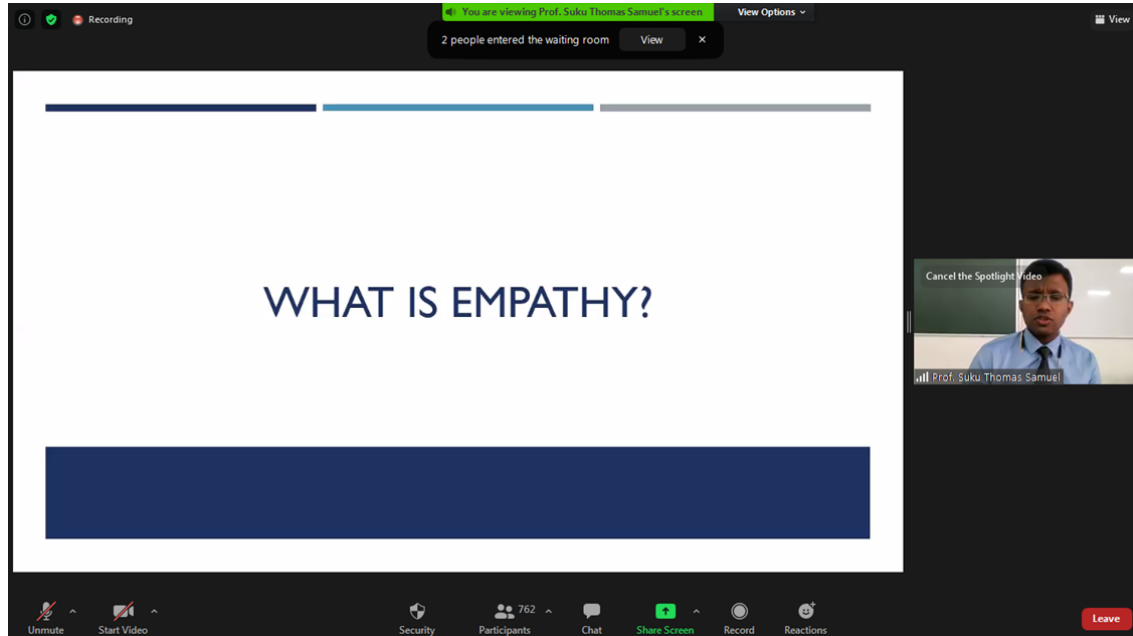 Recording
You are viewing Prof. Suku Thomas Samuel's screen
View Options
View
2 people entered the waiting room
View
WHAT IS EMPATHY?
Cancel the Spotlight Video
Prof. Suku Thomas Samuel
Unmute
Start Video
Security
762
Participants
Chat
Share Screen
Record
Reactions
Leave